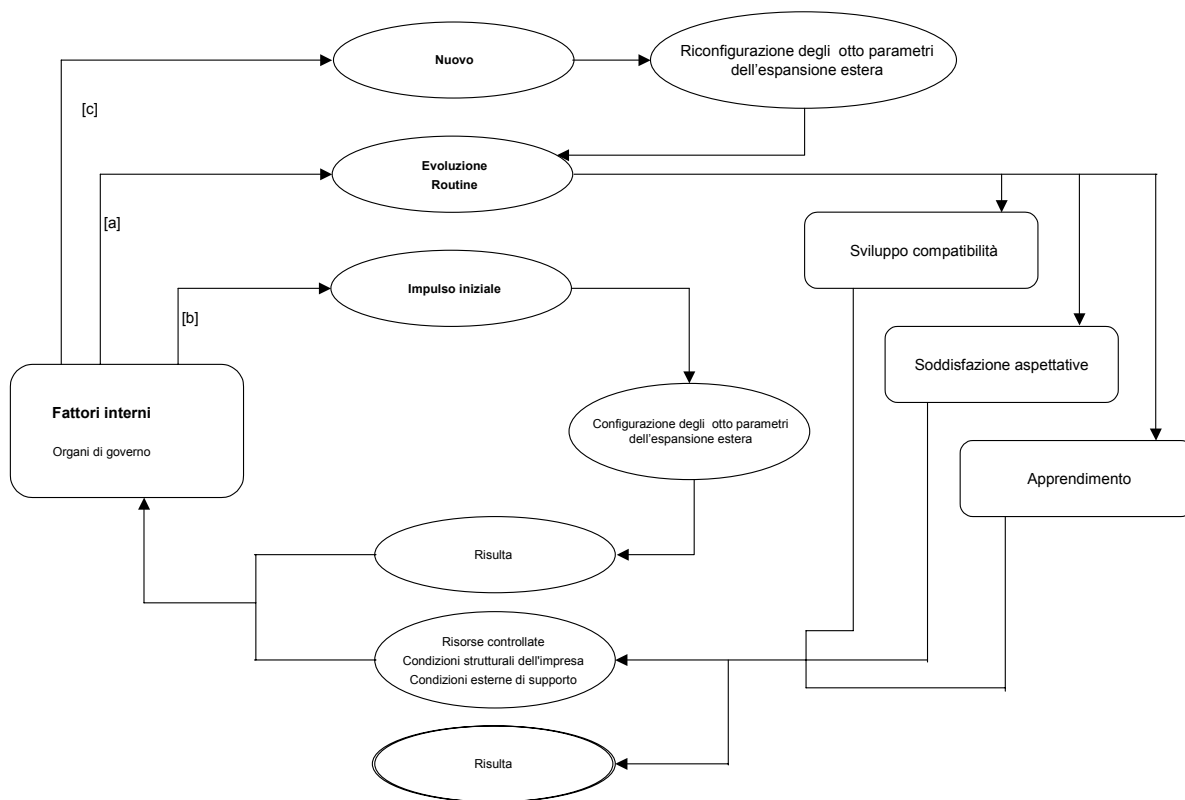 Nuovo
Riconfigurazione degli otto parametri
dell'espansione estera
[c]
Evoluzione
Routine
[a]
Sviluppo compatibilità
Impulso iniziale
[b]
Soddisfazione aspettative
Fattori interni
Organi di governo
Configurazione degli otto parametri
dell'espansione estera
Apprendimento
Risulta
Risorse controllate
Condizioni strutturali dell'impresa
Condizioni esterne di supporto
Risulta